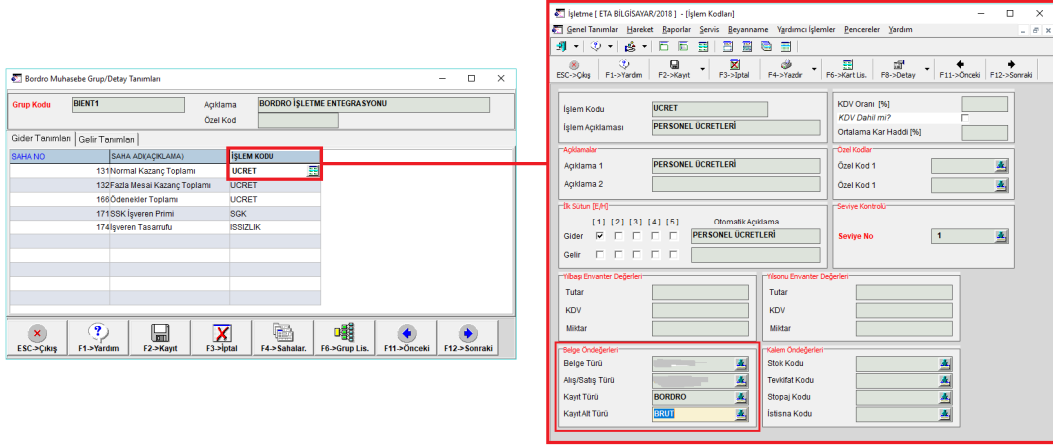 Bordro Muhasebe Grup/Detay Tanımları
Grup Kodu BIENT1 Açıklama BORDRO İŞLETME ENTEGRASYONU
Özel Kod
Gider Tanımları Gelir Tanımları
SAHA NO SAHA ADI(AÇIKLAMA) İŞLEM KODU
131 Normal Kazanç Toplamı UCRET
132 Fazla Mesai Kazanç Toplamı UCRET
166 Ödenekler Toplamı UCRET
171 SSK İşveren Primi SGK
174 İşveren Tasarrufu ISSIZLIK
ESC->Çıkış F1->Yardım F2->Kayıt F3->İptal F4->Sahalar. F6->Grup Lis. F11->Önceki F12->Sonraki
İşletme [ ETA BİLGİSAYAR/2018 ] - [İşlem Kodları]
Genel Tanımlar Hareket Raporlar Servis Beyanname Yardımcı İşlemler Pencereler Yardım
ESC->Çıkış F1->Yardım F2->Kayıt F3->İptal F4->Yazdır F6->Kart Lis. F8->Detay F11->Önceki F12->Sonraki
İşlem Kodu UCRET
İşlem Açıklaması PERSONEL ÜCRETLERİ
KDV Oranı [%]
KDV Dahil mi?
Ortalama Kar Haddi [%]
Açıklamalar
Açıklama 1 PERSONEL ÜCRETLERİ
Açıklama 2
Özel Kodlar
Özel Kod 1
Özel Kod 1
İlk Sütun [E/H]
[1] [2] [3] [4] [5] Otomatik Açıklama
Gider PERSONEL ÜCRETLERİ
Gelir
Seviye Kontrolü
Seviye No 1
Yılbaşı Envanter Değerleri
Tutar
KDV
Miktar
Yılsonu Envanter Değerleri
Tutar
KDV
Miktar
Belge Öndeğerleri
Belge Türü
Alış/Satış Türü
Kayıt Türü BORDRO
Kayıt Alt Türü BRUT
Kalem Öndeğerleri
Stok Kodu
Tevkifat Kodu
Stopaj Kodu
İstisna Kodu